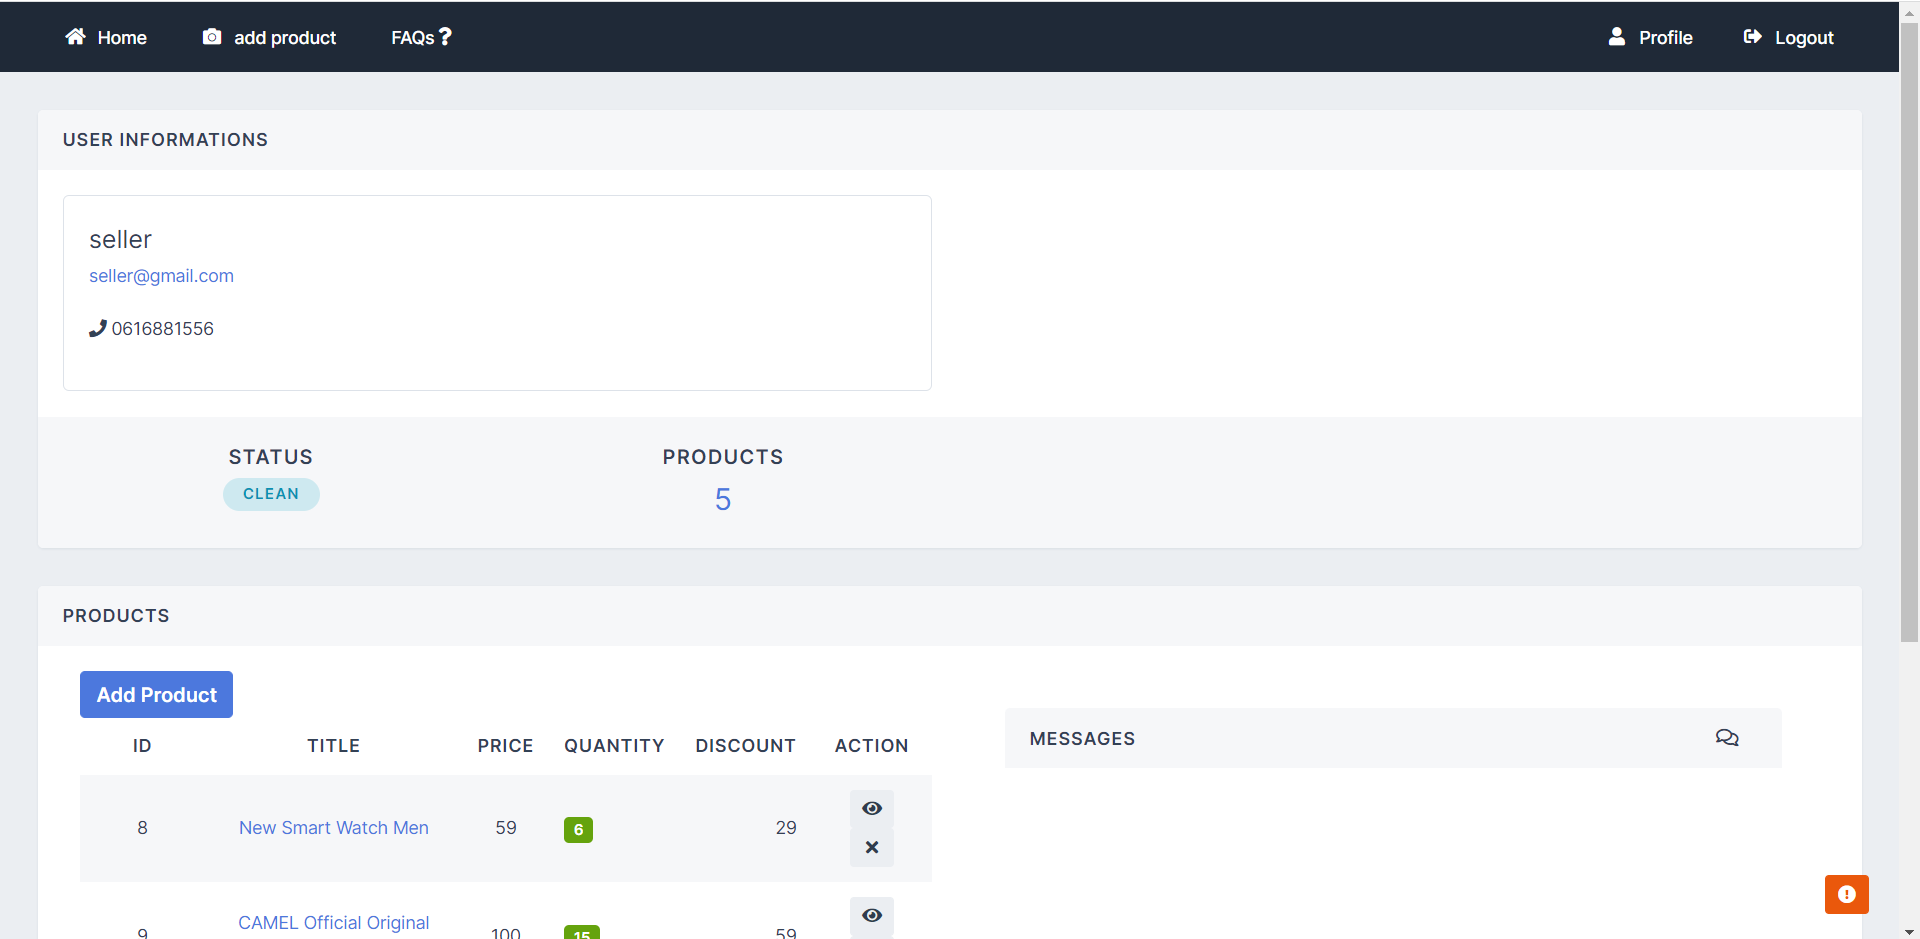 Home add product FAQs? Profile Logout
USER INFORMATIONS
seller
seller@gmail.com
0616881556
STATUS PRODUCTS
CLEAN 5
PRODUCTS
Add Product
ID TITLE PRICE QUANTITY DISCOUNT ACTION
8 New Smart Watch Men 59 6 29
CAMEL Official Original
9 100 15 59
MESSAGES